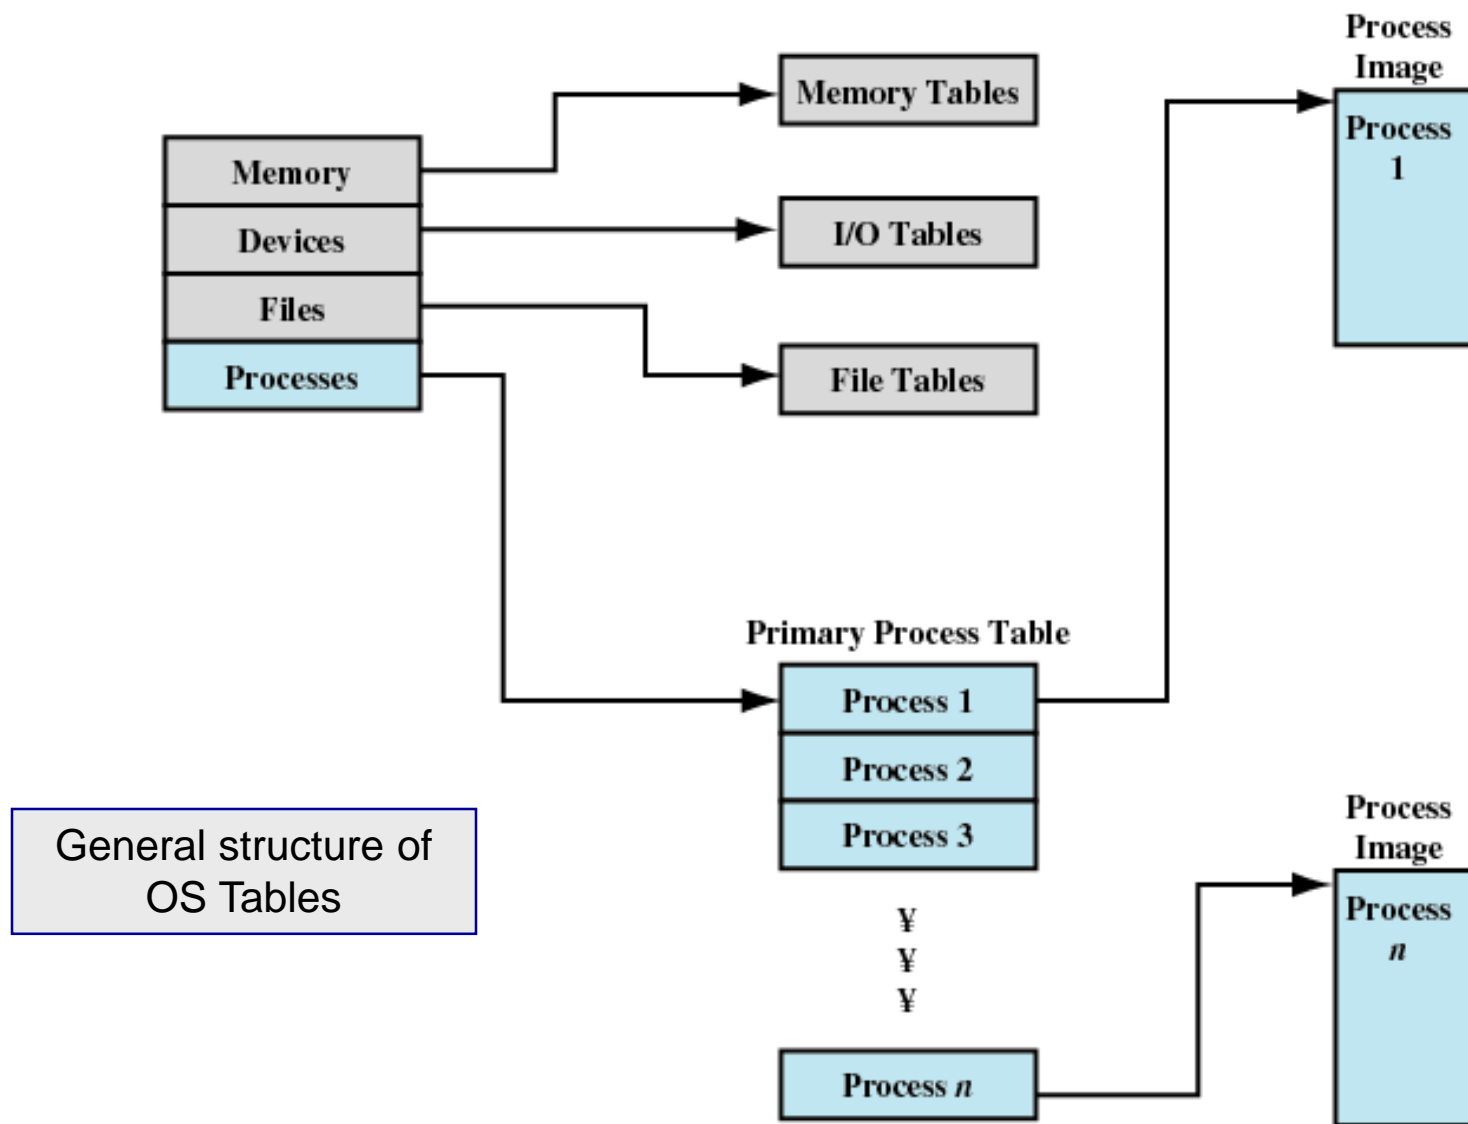 Memory
Devices
Files
Processes
Memory Tables
I/O Tables
File Tables
Primary Process Table
Process 1
Process 2
Process 3
¥
¥
¥
Process n
Process
Image
Process
1
Process
Image
Process
n
General structure of
OS Tables